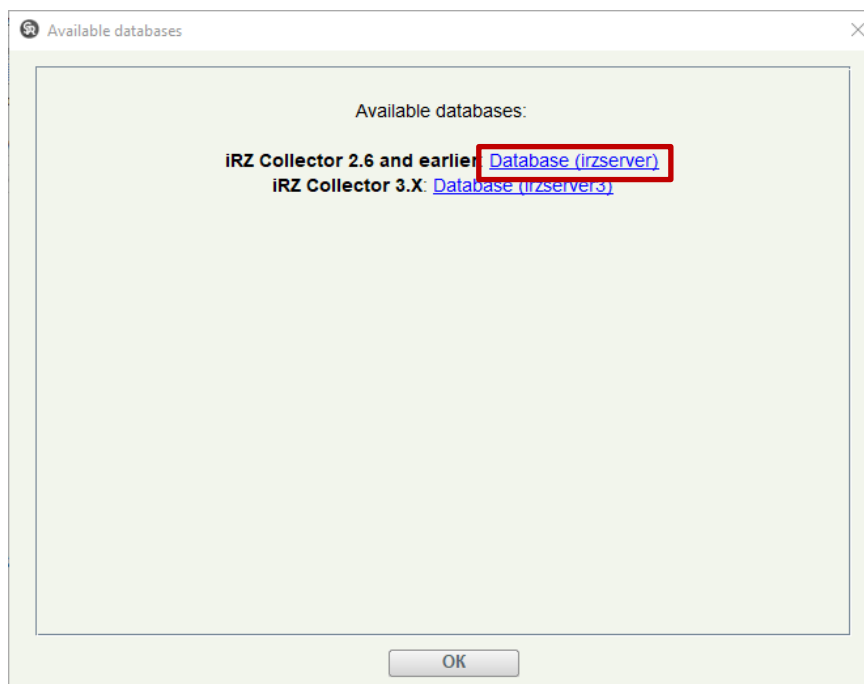 Available databases
Available databases:
iRZ Collector 2.6 and earlier: Database (irzserver)
iRZ Collector 3.X: Database (irzserver3)
OK